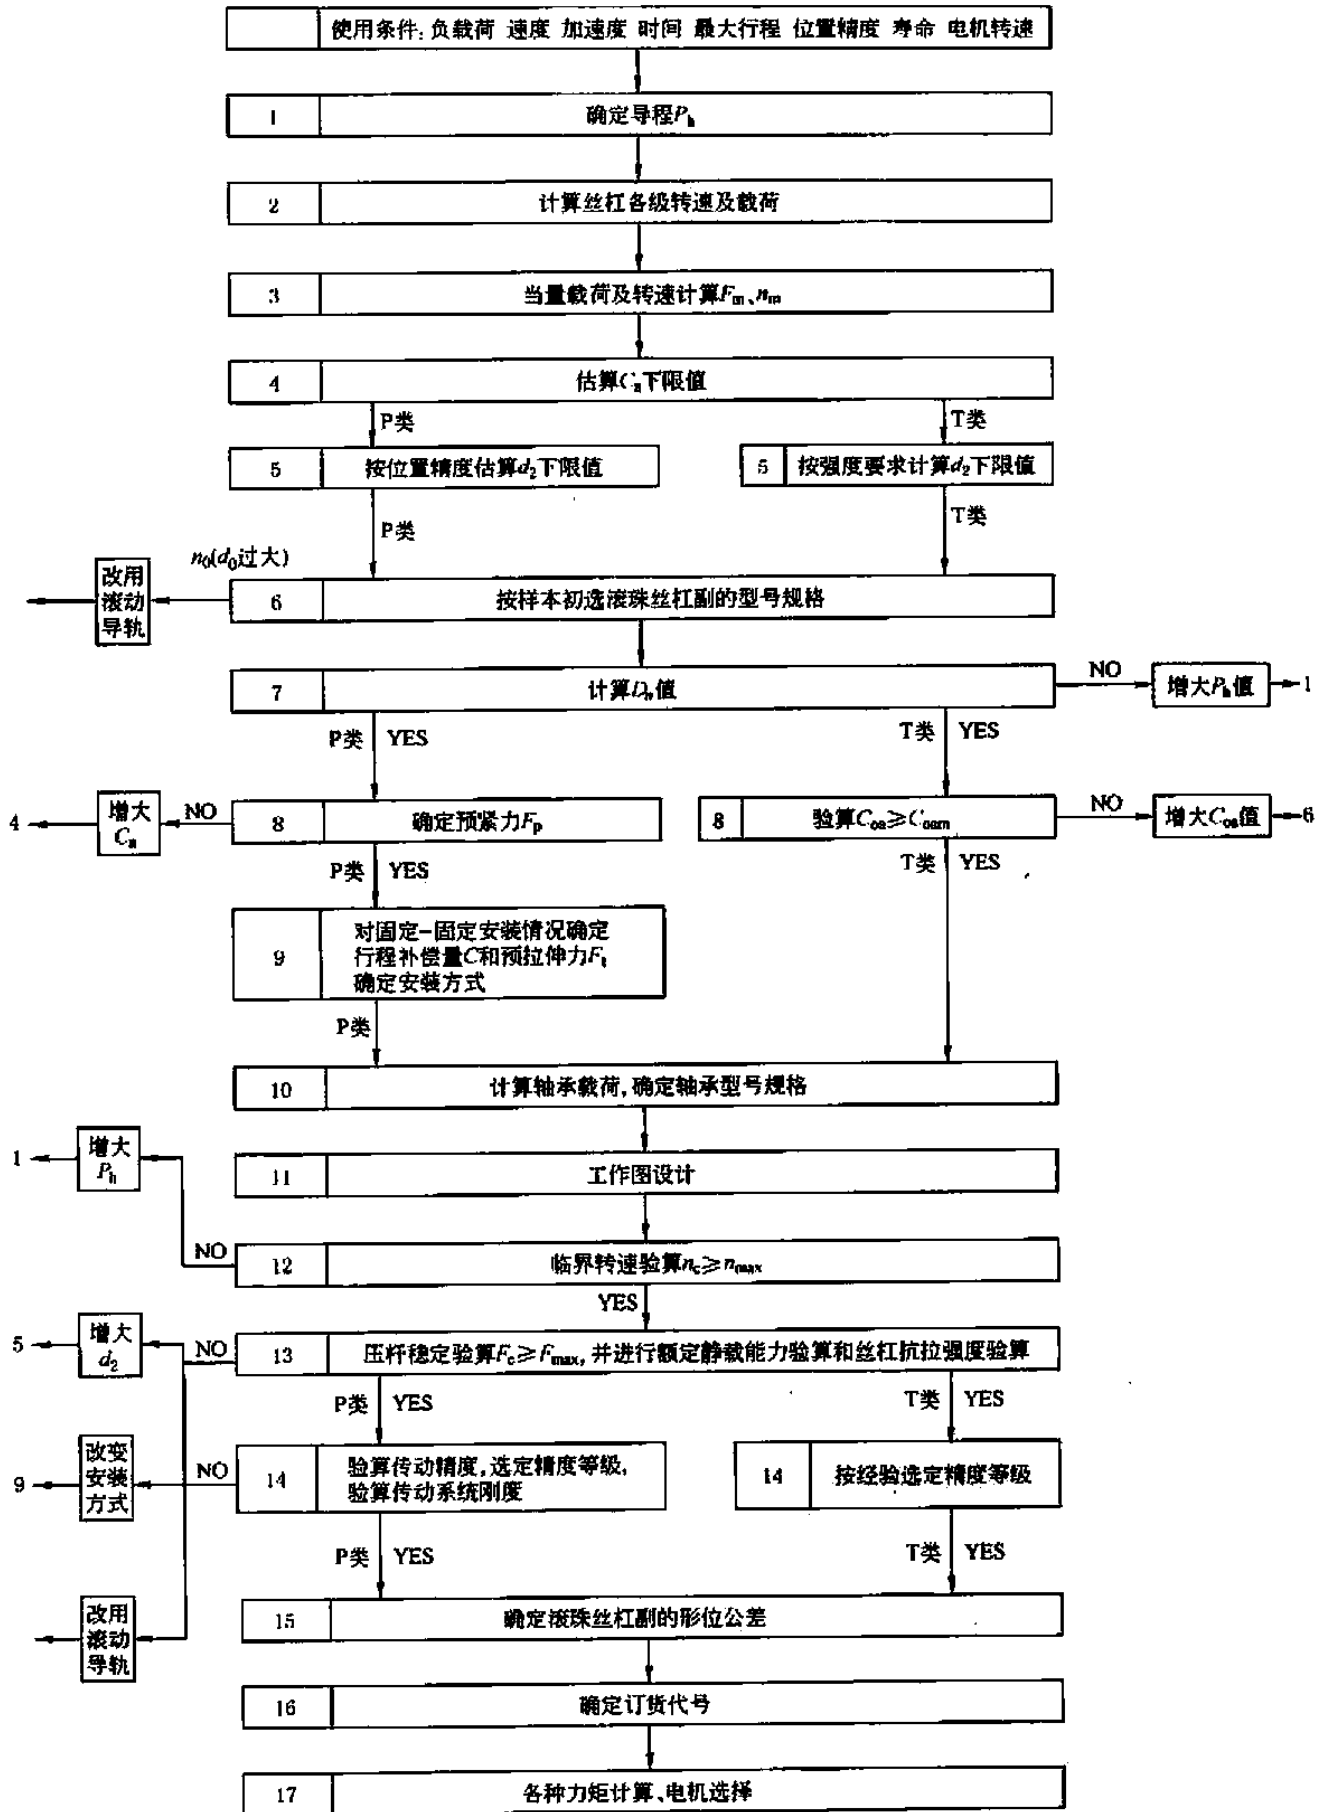 使用条件:负载荷 速度 加速度 时间 最大行程 位置精度 寿命 电机转速
1 确定导程Pₕ
2 计算丝杠各级转速及载荷
3 当量载荷及转速计算Fₘ、nₘ
4 估算Cₐ下限值
P类 T类
5 按位置精度估算d₂下限值
5 按强度要求计算d₂下限值
P类 T类
n₀(d₀过大)
改用
滚动
导轨
6 按样本初选滚珠丝杠副的型号规格
7 计算Dₙ值
NO 增大Pₕ值 1
P类 YES T类 YES
4 增大
Cₐ
NO
8 确定预紧力Fₚ
8 验算Cₒₐ≥Cₒₐₘ
NO 增大Cₒₐ值 6
P类 YES T类 YES
9 对固定-固定安装情况确定
行程补偿量C和预拉伸力Fₜ
确定安装方式
P类
10 计算轴承载荷,确定轴承型号规格
1 增大
Pₕ
11 工作图设计
NO 12 临界转速验算n_c≥nₘₐₓ
YES
5 增大
d₂
NO 13 压杆稳定验算F_c≥Fₘₐₓ,并进行额定静载能力验算和丝杠抗拉强度验算
P类 YES T类 YES
9 改变
安装
方式
NO 14 验算传动精度,选定精度等级,
验算传动系统刚度
14 按经验选定精度等级
P类 YES T类 YES
改用
滚动
导轨
15 确定滚珠丝杠副的形位公差
16 确定订货代号
17 各种力矩计算、电机选择